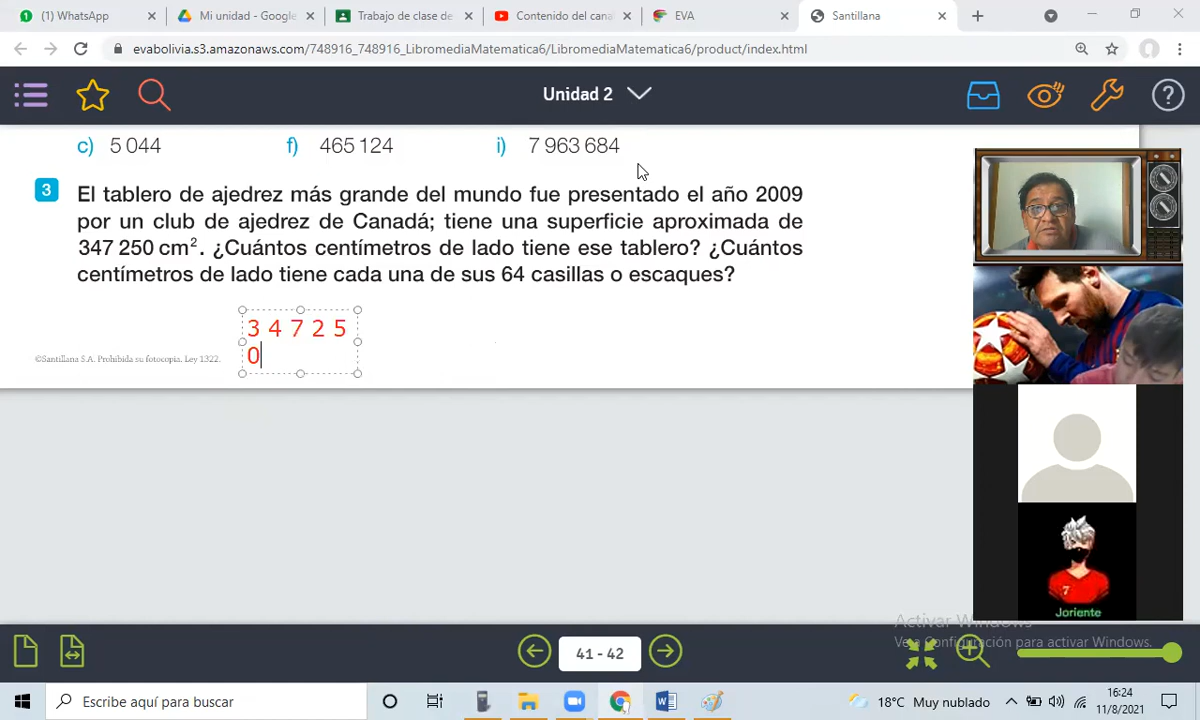 (1) WhatsApp
Mi unidad - Google
Trabajo de clase de
Contenido del cana
EVA
Santillana
evabolivia.s3.amazonaws.com/748916_748916_LibromediaMatematica6/LibromediaMatematica6/product/index.html
Unidad 2
c) 5 044
f) 465 124
i) 7 963 684
3 El tablero de ajedrez más grande del mundo fue presentado el año 2009
por un club de ajedrez de Canadá; tiene una superficie aproximada de
347 250 cm². ¿Cuántos centímetros de lado tiene ese tablero? ¿Cuántos
centímetros de lado tiene cada una de sus 64 casillas o escaques?
3 4 7 2 5
0
©Santillana S.A. Prohibida su fotocopia. Ley 1322.
7
Joriente
Activar Windows
Ve a Configuración para activar Windows.
41 - 42
Escribe aquí para buscar
18°C Muy nublado
16:24
11/8/2021